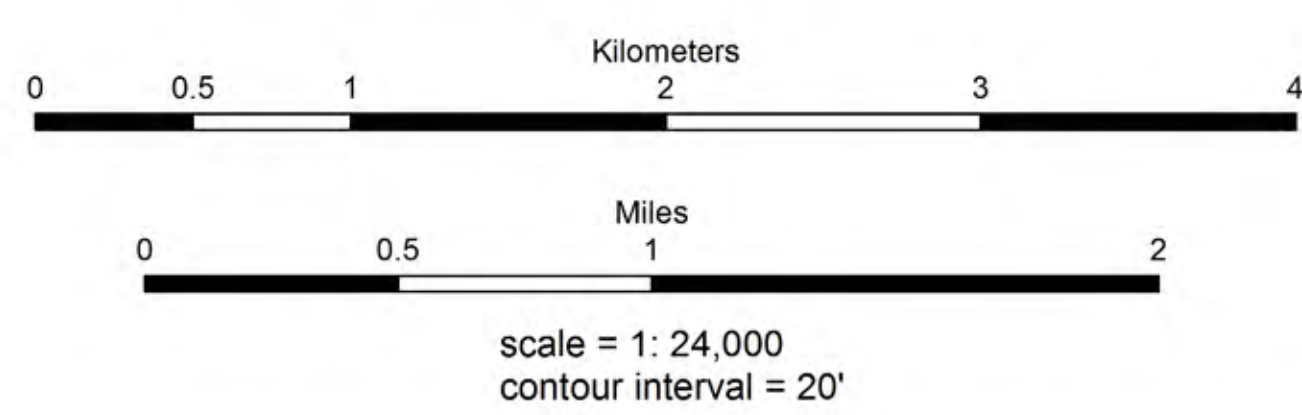 Kilometers
0 0.5 1 2 3 4
Miles
0 0.5 1 2
scale = 1: 24,000
contour interval = 20'